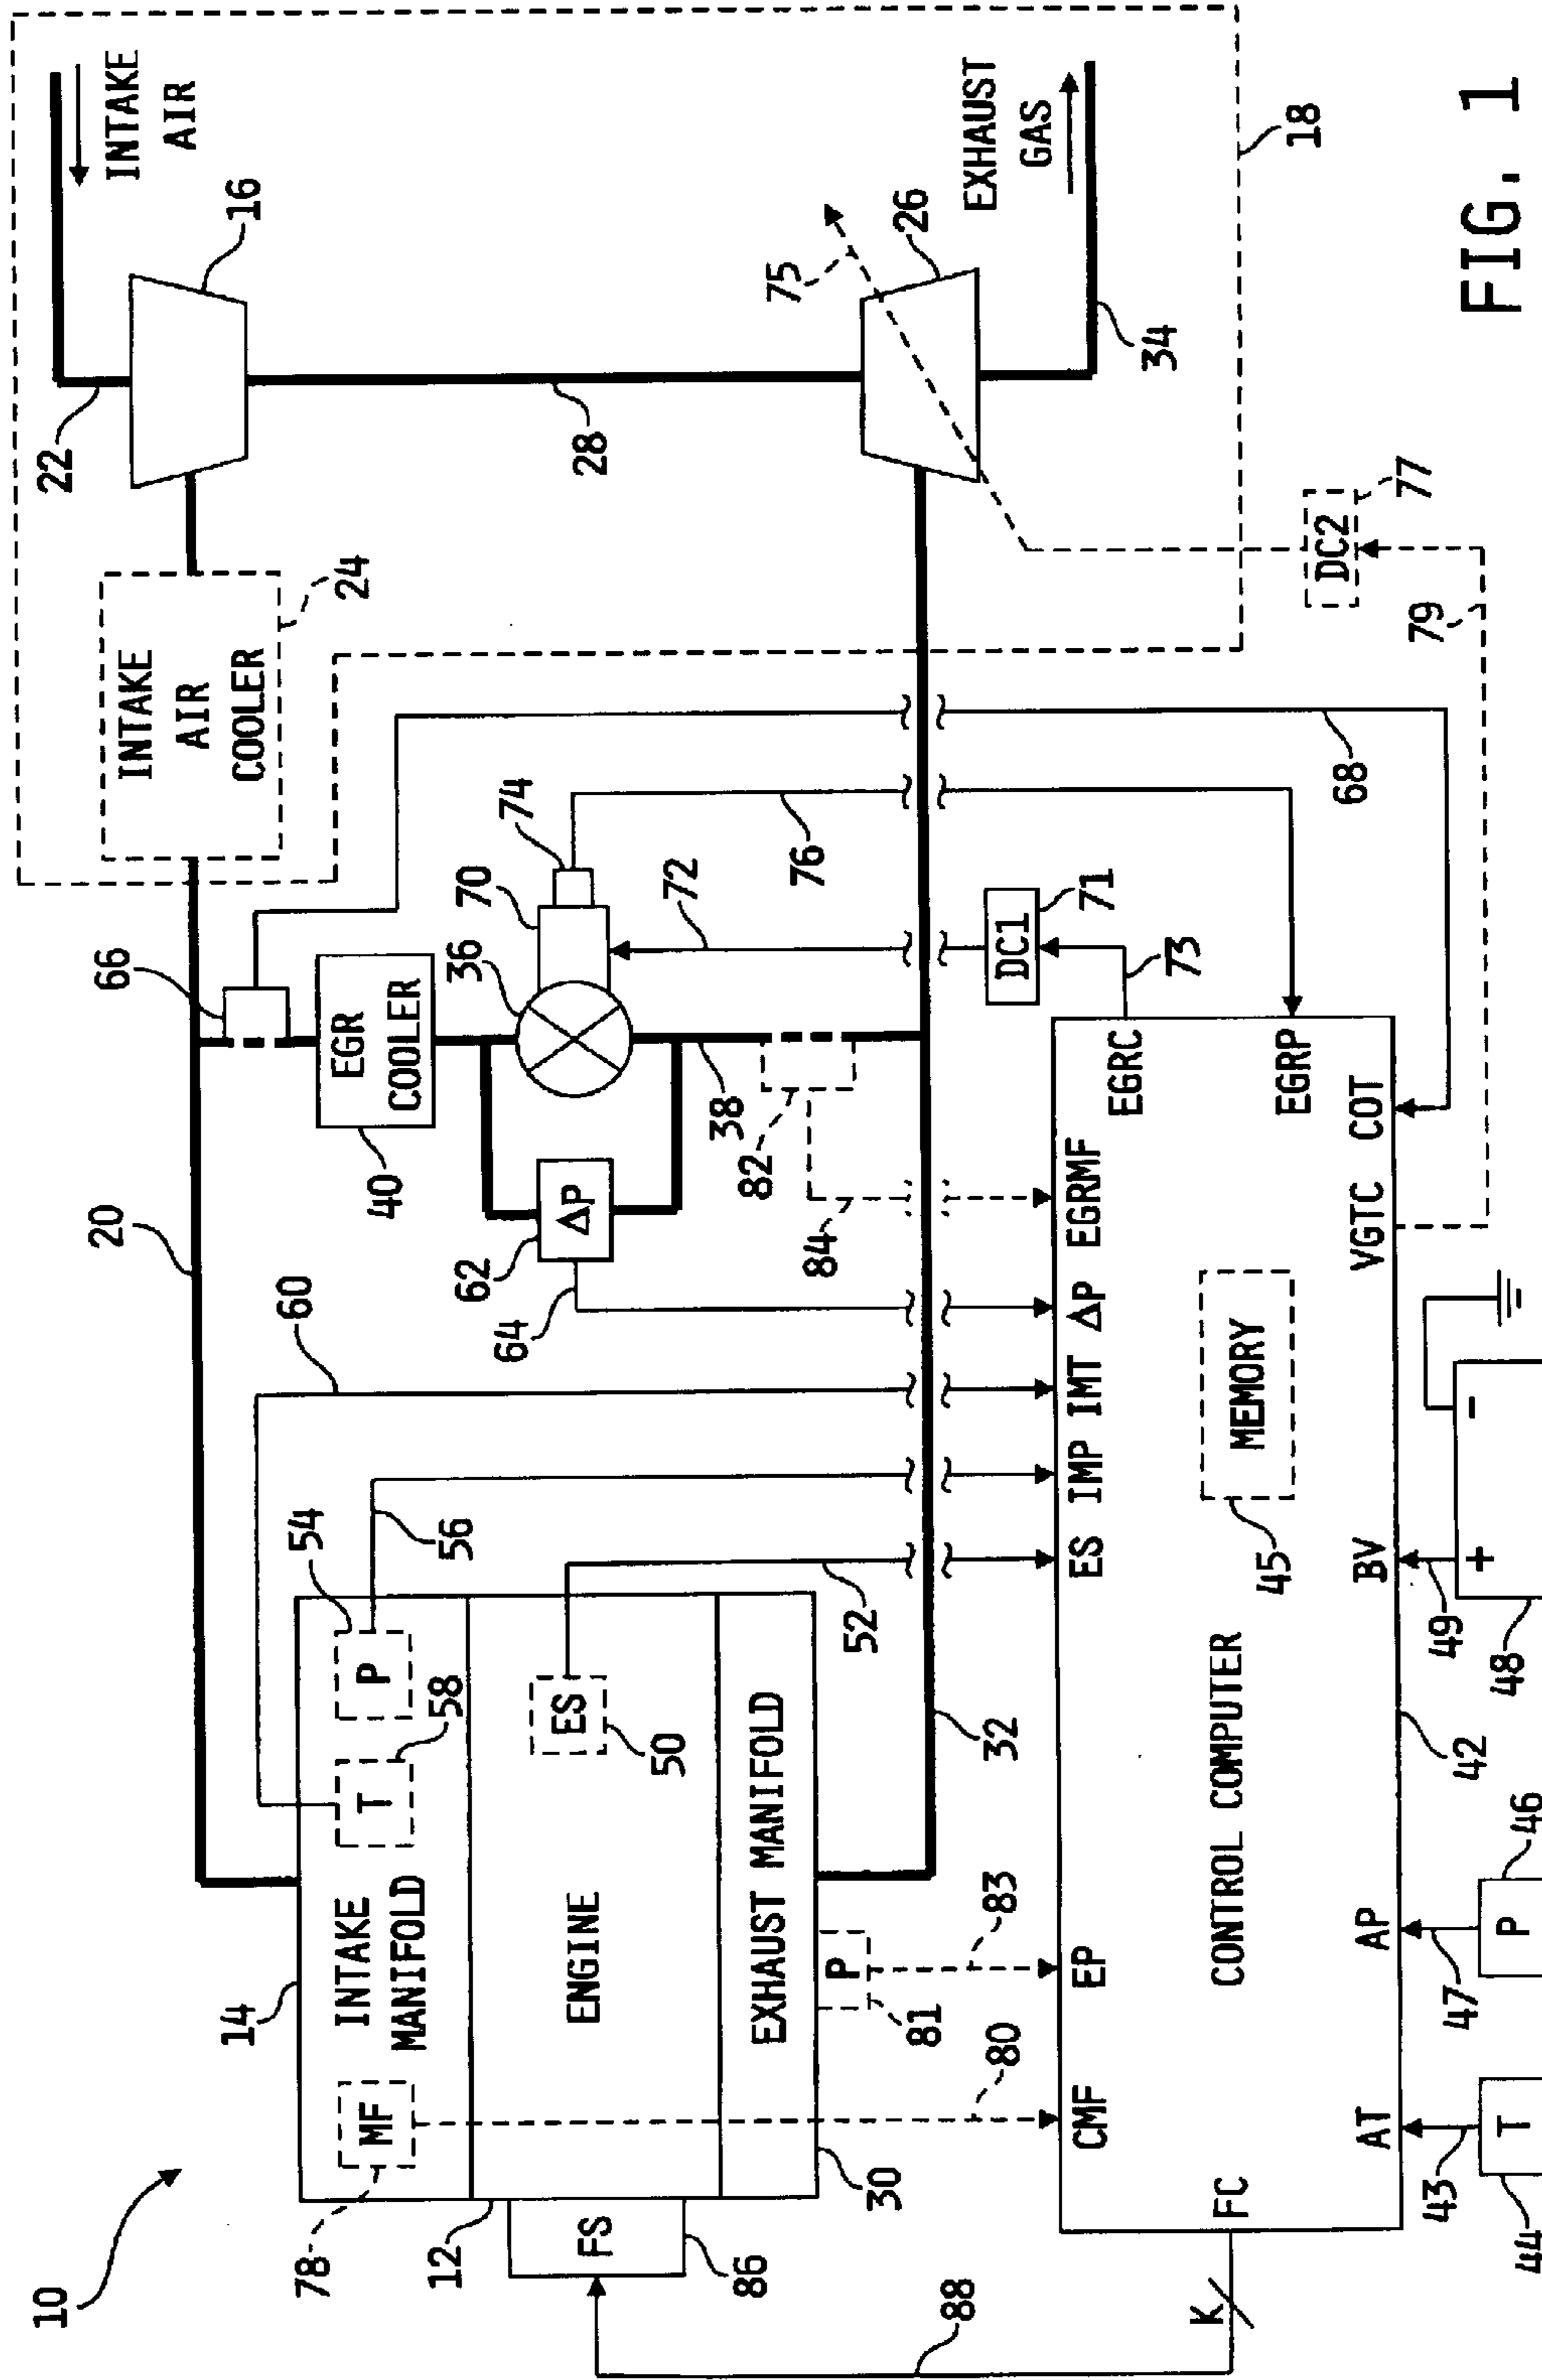 10
20
66
22
INTAKE
AIR
INTAKE
AIR
COOLER
24
16
14
78
MF
INTAKE
MANIFOLD
T
58
P
54
60
56
EGR
COOLER
40
36
70
74
12
FS
86
ENGINE
ES
50
62
ΔP
64
38
72
76
28
75
26
EXHAUST
GAS
30
EXHAUST MANIFOLD
P
81
52
82
84
80
83
32
DC1
71
73
34
18
88
K
FC
CMF
EP
ES
IMP
IMT
ΔP
EGRMF
EGRC
EGRP
CONTROL COMPUTER
MEMORY
45
AT
AP
BV
VGTC
COT
68
79
DC2
77
43
47
42
49
44
T
P
46
48
+
-
FIG. 1